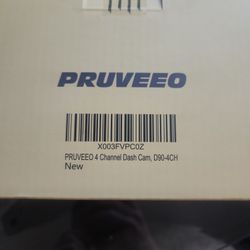 PRUVEEO
X003FVPC0Z
PRUVEEO 4 Channel Dash Cam, D90-4CH
New